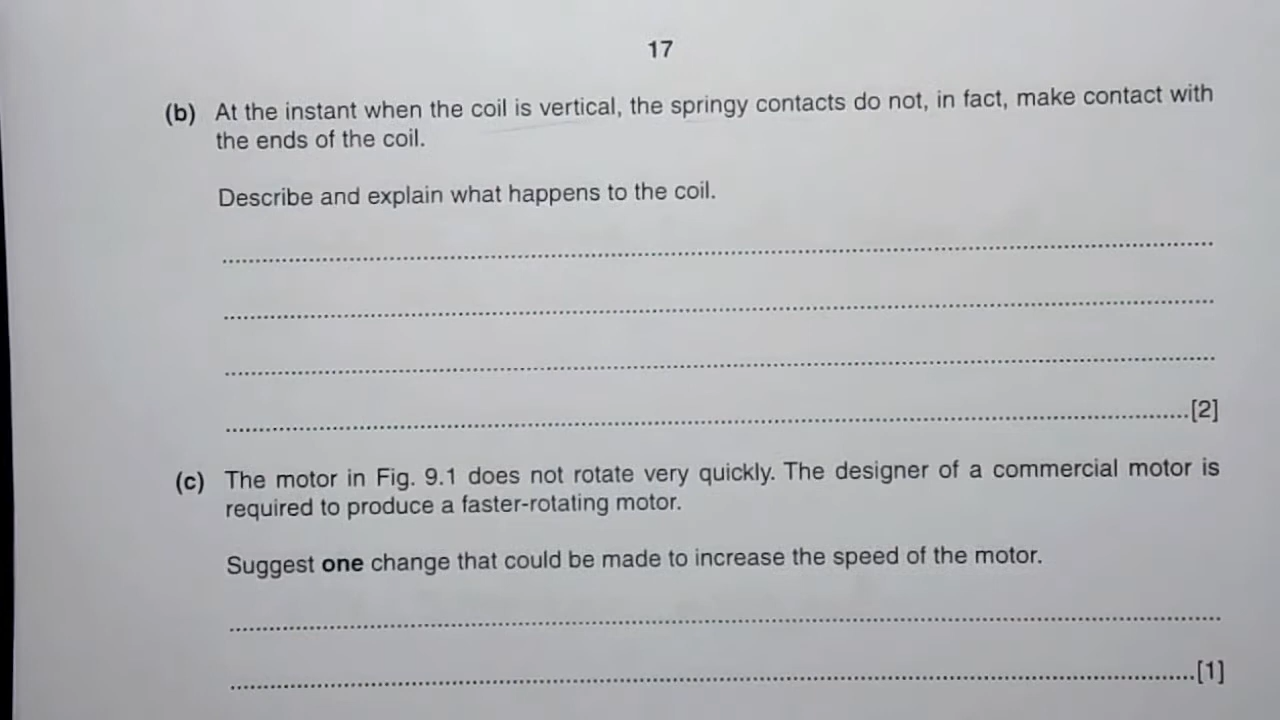 17
(b) At the instant when the coil is vertical, the springy contacts do not, in fact, make contact with
the ends of the coil.
Describe and explain what happens to the coil.
..........................................................................................................................................
..........................................................................................................................................
..........................................................................................................................................
......................................................................................................................................[2]
(c) The motor in Fig. 9.1 does not rotate very quickly. The designer of a commercial motor is
required to produce a faster-rotating motor.
Suggest one change that could be made to increase the speed of the motor.
..........................................................................................................................................
......................................................................................................................................[1]